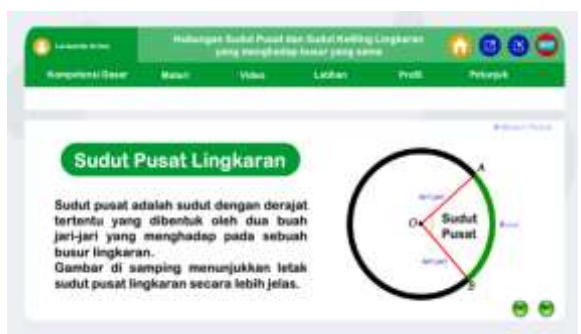 Hubungan Sudut Pusat dan Sudut Keliling Lingkaran
yang menghadap busur yang sama
Kompetensi Dasar Materi Video Latihan Profil Petunjuk
Sudut Pusat Lingkaran
Sudut pusat adalah sudut dengan derajat
tertentu yang dibentuk oleh dua buah
jari-jari yang menghadap pada sebuah
busur lingkaran.
Gambar di samping menunjukkan letak
sudut pusat lingkaran secara lebih jelas.
A
O
Sudut
Pusat
B